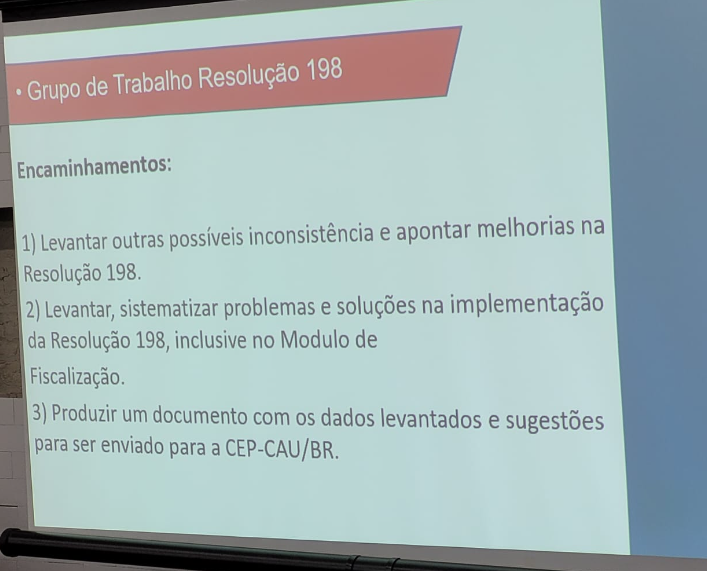 • Grupo de Trabalho Resolução 198
Encaminhamentos:
1) Levantar outras possíveis inconsistência e apontar melhorias na
Resolução 198.
2) Levantar, sistematizar problemas e soluções na implementação
da Resolução 198, inclusive no Modulo de
Fiscalização.
3) Produzir um documento com os dados levantados e sugestões
para ser enviado para a CEP-CAU/BR.